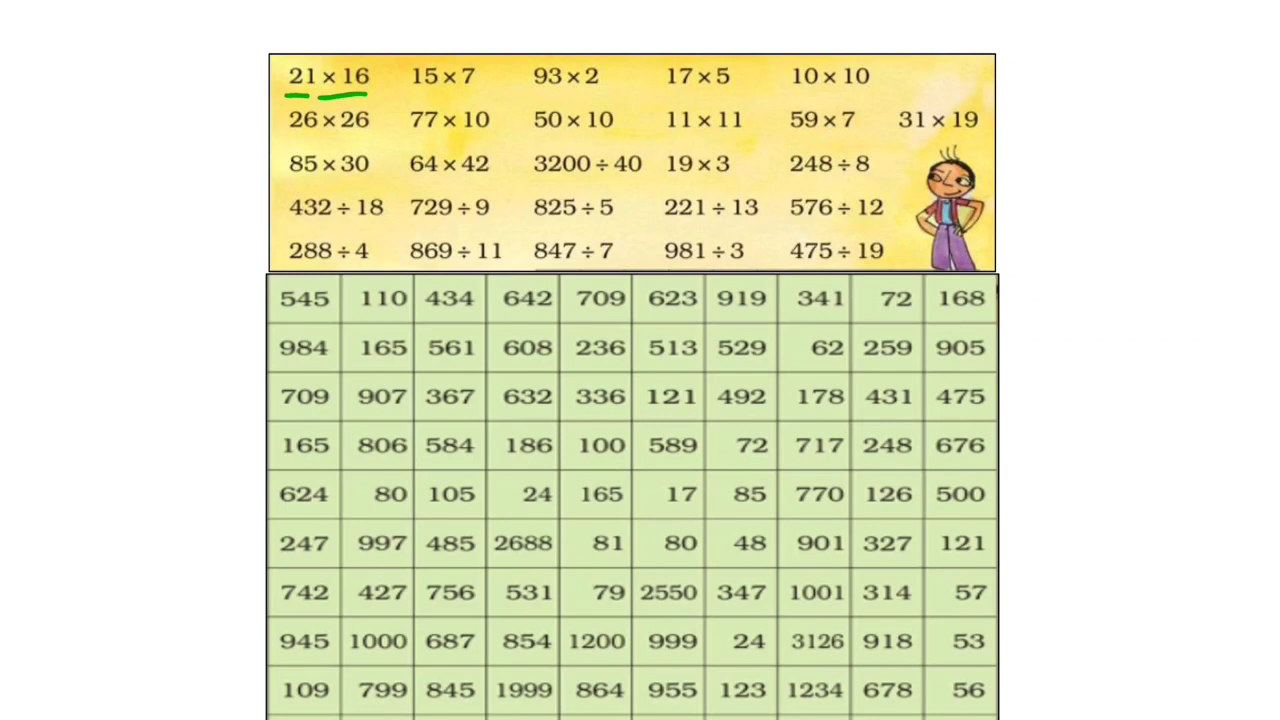 21 × 16 15 × 7 93 × 2 17 × 5 10 × 10
26 × 26 77 × 10 50 × 10 11 × 11 59 × 7 31 × 19
85 × 30 64 × 42 3200 ÷ 40 19 × 3 248 ÷ 8
432 ÷ 18 729 ÷ 9 825 ÷ 5 221 ÷ 13 576 ÷ 12
288 ÷ 4 869 ÷ 11 847 ÷ 7 981 ÷ 3 475 ÷ 19
545 110 434 642 709 623 919 341 72 168
984 165 561 608 236 513 529 62 259 905
709 907 367 632 336 121 492 178 431 475
165 806 584 186 100 589 72 717 248 676
624 80 105 24 165 17 85 770 126 500
247 997 485 2688 81 80 48 901 327 121
742 427 756 531 79 2550 347 1001 314 57
945 1000 687 854 1200 999 24 3126 918 53
109 799 845 1999 864 955 123 1234 678 56